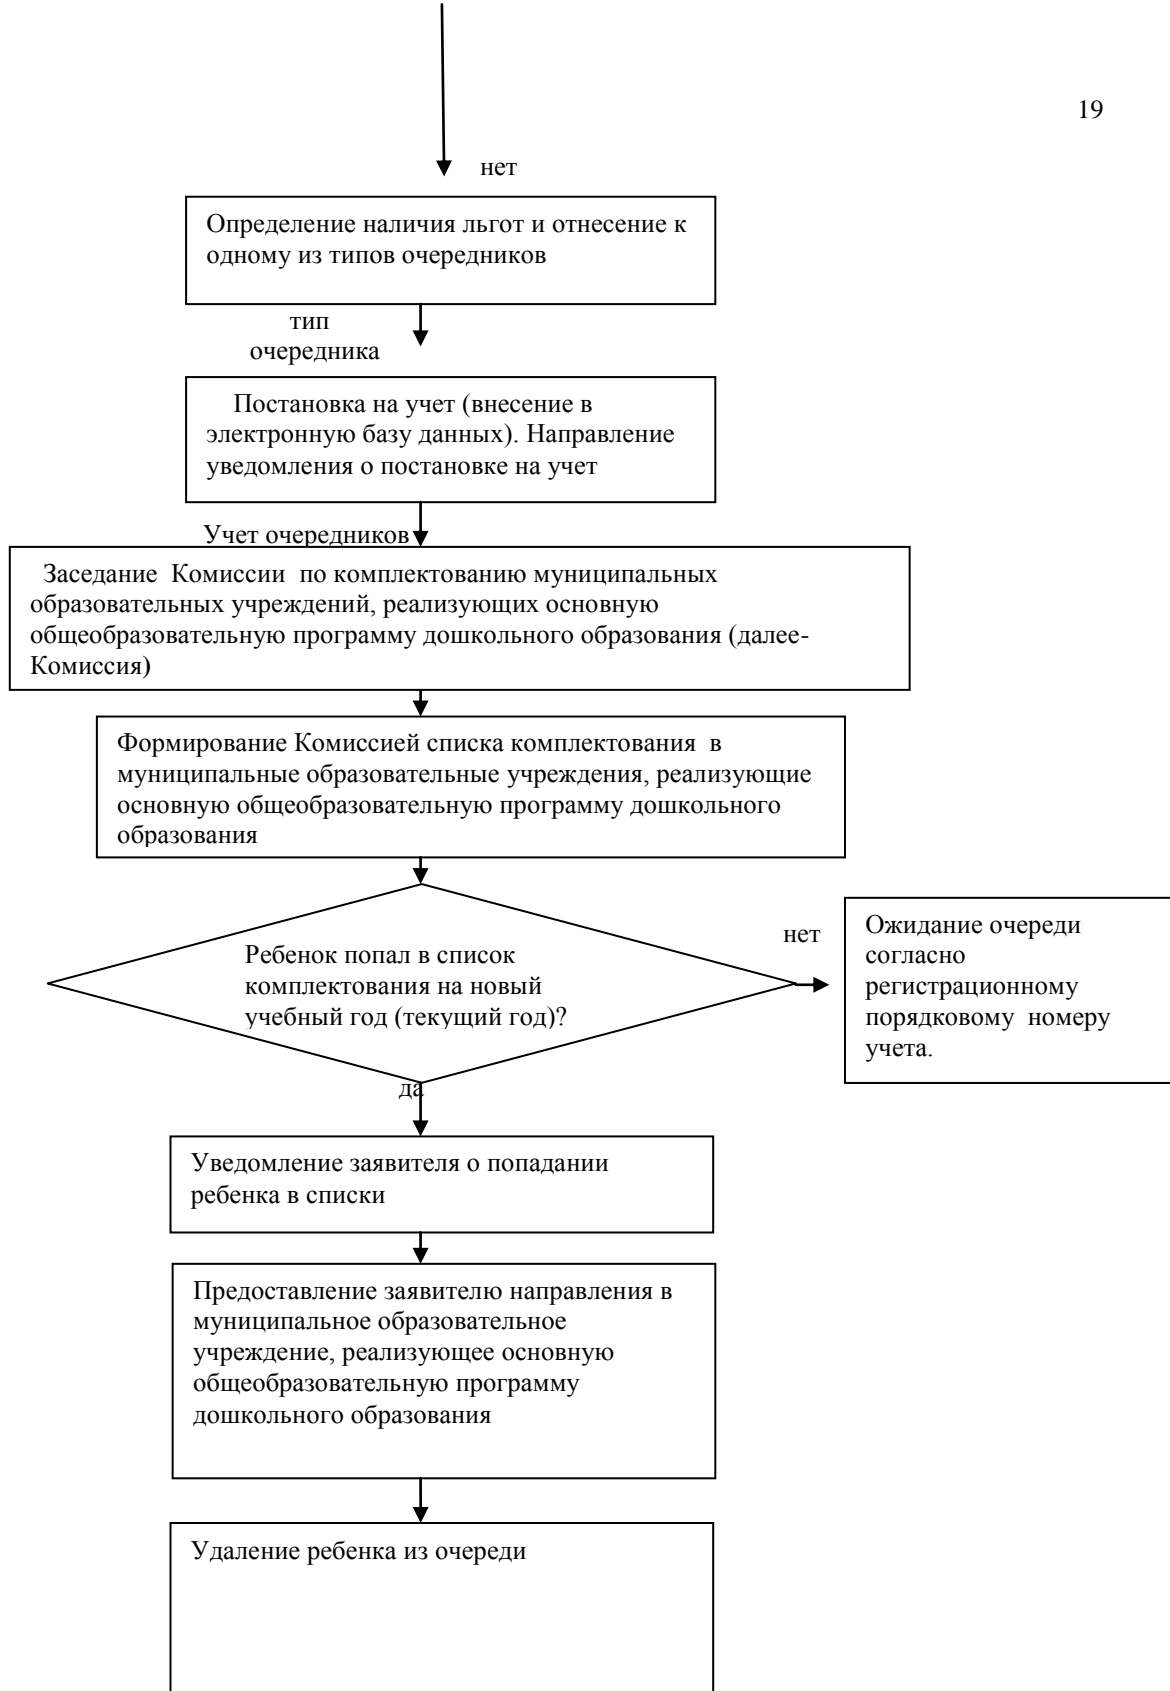 19
нет
Определение наличия льгот и отнесение к
одному из типов очередников
тип
очередника
Постановка на учет (внесение в
электронную базу данных). Направление
уведомления о постановке на учет
Учет очередников
Заседание Комиссии по комплектованию муниципальных
образовательных учреждений, реализующих основную
общеобразовательную программу дошкольного образования (далее-
Комиссия)
Формирование Комиссией списка комплектования в
муниципальные образовательные учреждения, реализующие
основную общеобразовательную программу дошкольного
образования
Ребенок попал в список
комплектования на новый
учебный год (текущий год)?
нет
Ожидание очереди
согласно
регистрационному
порядковому номеру
учета.
да
Уведомление заявителя о попадании
ребенка в списки
Предоставление заявителю направления в
муниципальное образовательное
учреждение, реализующее основную
общеобразовательную программу
дошкольного образования
Удаление ребенка из очереди